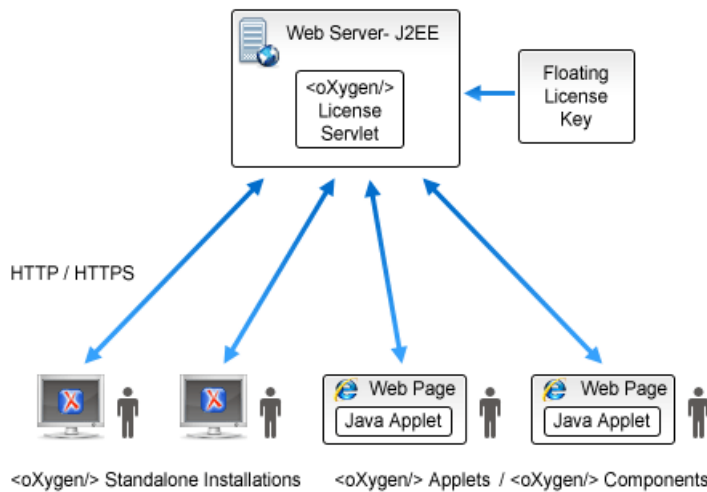 Web Server- J2EE
<oXygen/>
License
Servlet
Floating
License
Key
HTTP / HTTPS
X
X
Web Page
Java Applet
Web Page
Java Applet
<oXygen/> Standalone Installations
<oXygen/> Applets / <oXygen/> Components